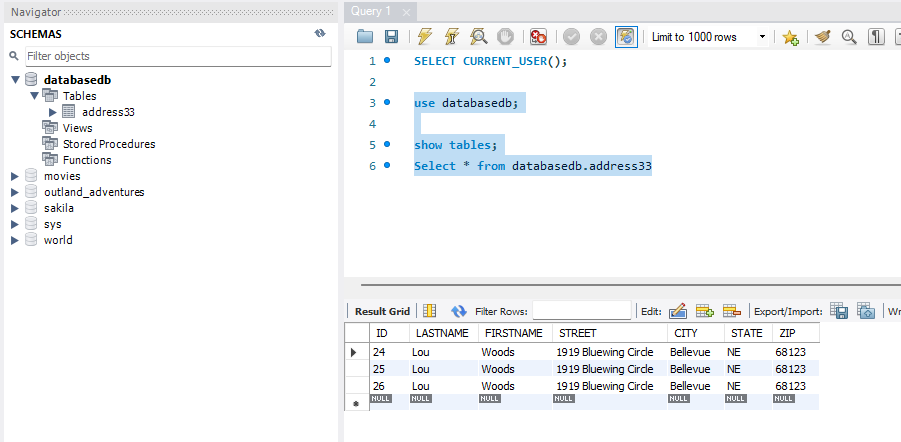 Navigator
SCHEMAS
Filter objects
databasedb
Tables
address33
Views
Stored Procedures
Functions
movies
outland_adventures
sakila
sys
world
Query 1
Limit to 1000 rows
1 SELECT CURRENT_USER();
2
3 use databasedb;
4
5 show tables;
6 Select * from databasedb.address33
Result Grid Filter Rows: Edit: Export/Import: Wr
ID LASTNAME FIRSTNAME STREET CITY STATE ZIP
24 Lou Woods 1919 Bluewing Circle Bellevue NE 68123
25 Lou Woods 1919 Bluewing Circle Bellevue NE 68123
26 Lou Woods 1919 Bluewing Circle Bellevue NE 68123
NULL NULL NULL NULL NULL NULL NULL